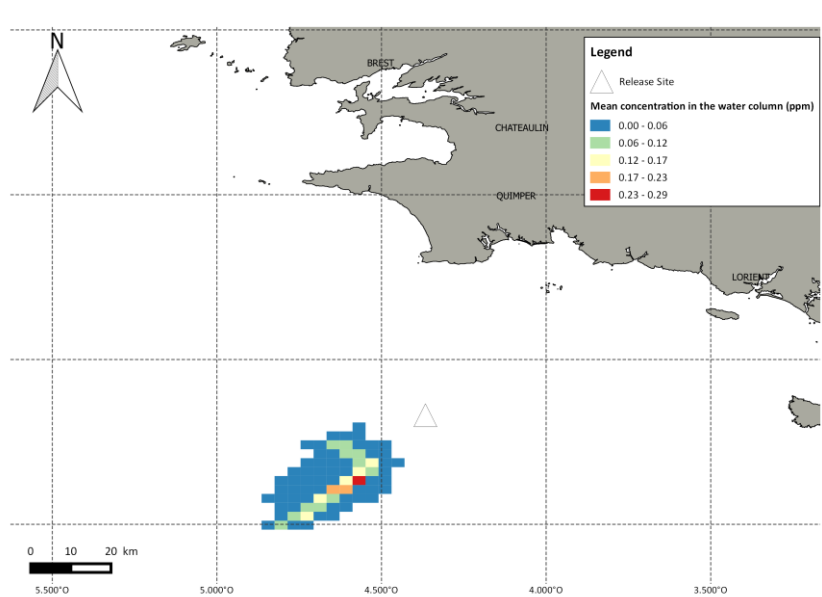 N
BREST
CHATEAULIN
QUIMPER
LORIENT
Legend
Release Site
Mean concentration in the water column (ppm)
0.00 - 0.06
0.06 - 0.12
0.12 - 0.17
0.17 - 0.23
0.23 - 0.29
0 10 20 km
5.500°O 5.000°O 4.500°O 4.000°O 3.500°O